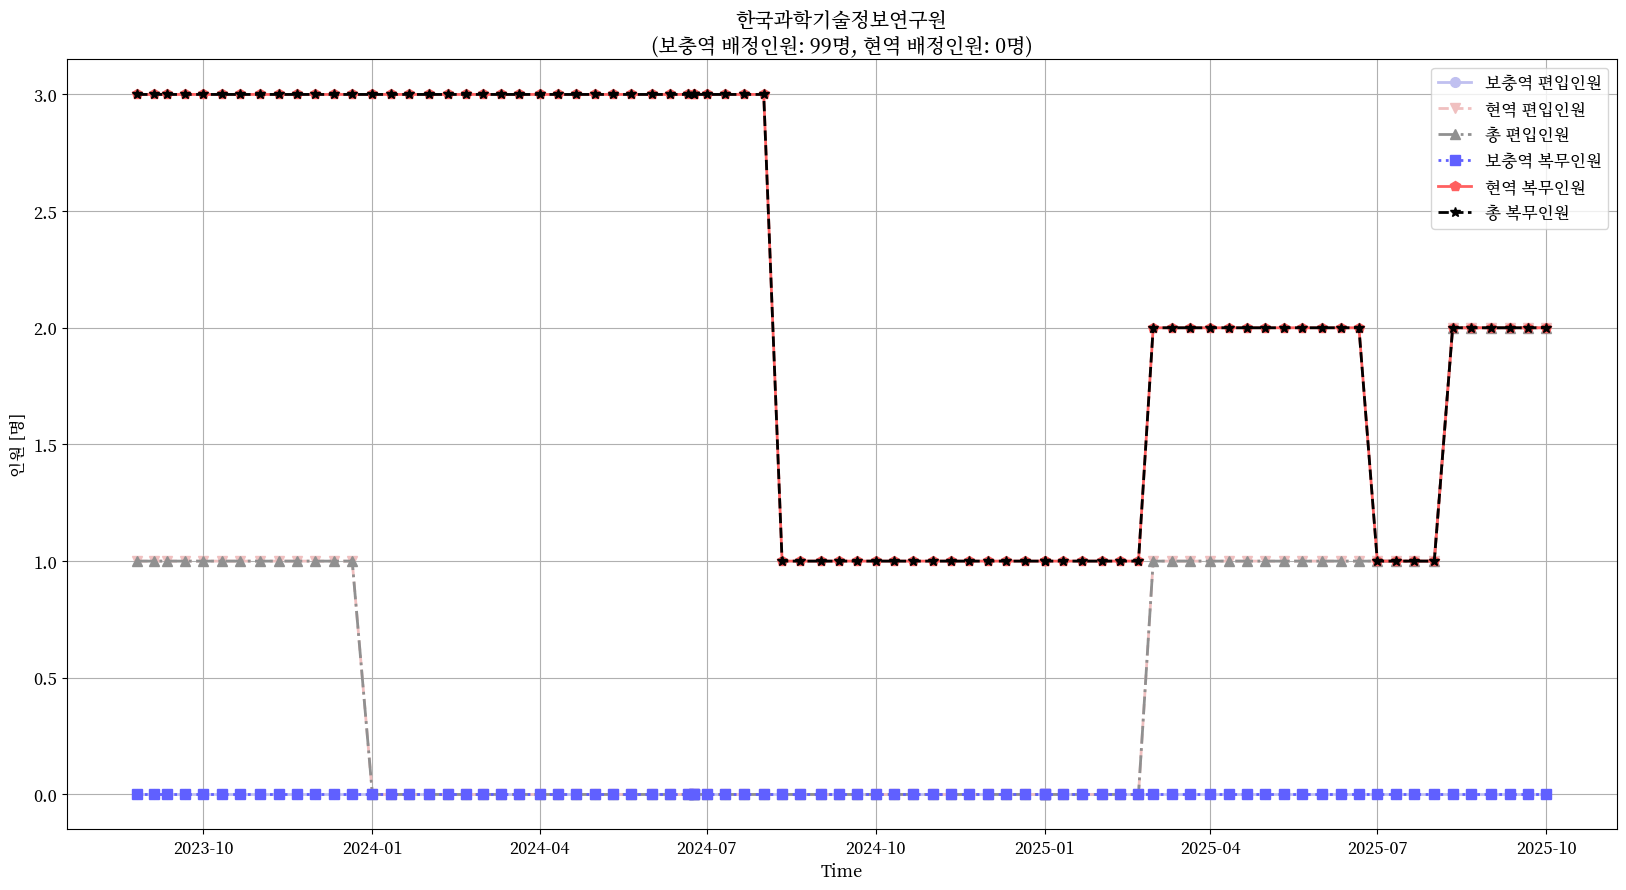 한국과학기술정보연구원
(보충역 배정인원: 99명, 현역 배정인원: 0명)
보충역 편입인원
현역 편입인원
총 편입인원
보충역 복무인원
현역 복무인원
총 복무인원
인원 [명]
3.0
2.5
2.0
1.5
1.0
0.5
0.0
2023-10
2024-01
2024-04
2024-07
2024-10
2025-01
2025-04
2025-07
2025-10
Time